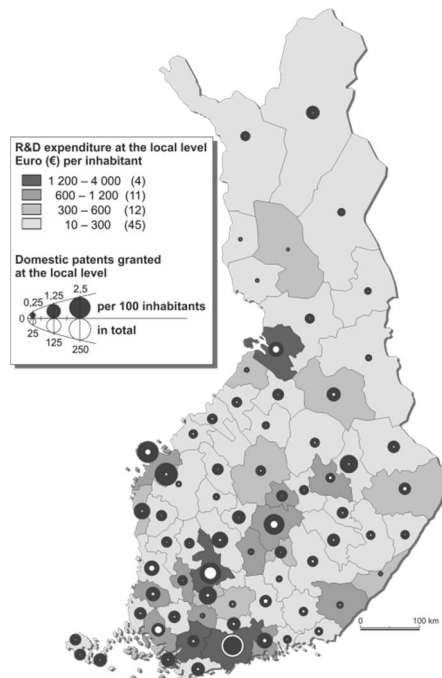 R&D expenditure at the local level
Euro (€) per inhabitant
1 200 – 4 000 (4)
600 – 1 200 (11)
300 – 600 (12)
10 – 300 (45)
Domestic patents granted
at the local level
0,25
1,25
2,5
per 100 inhabitants
0
in total
25
125
250
0 100 km